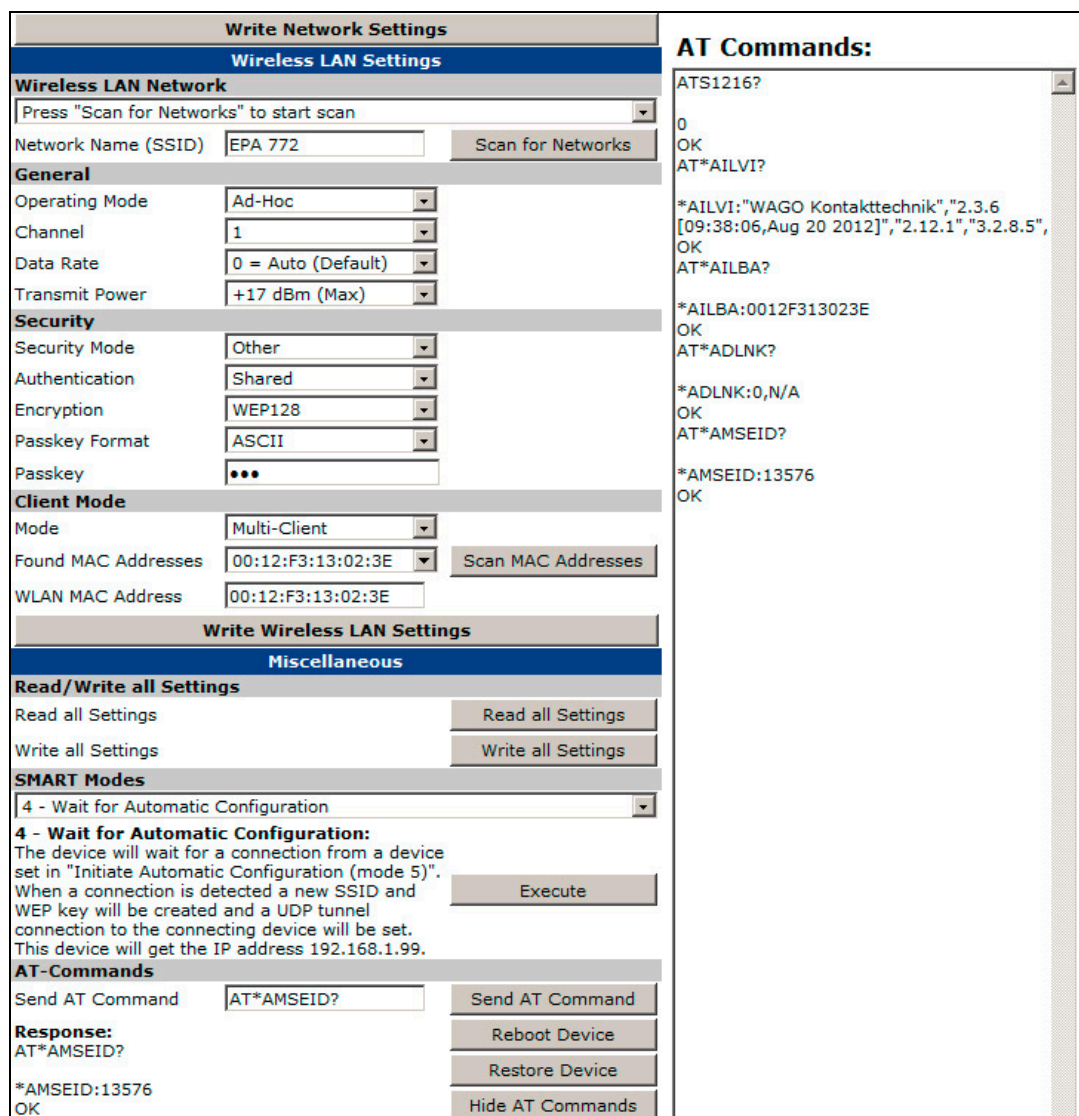 Write Network Settings
Wireless LAN Settings
Wireless LAN Network
Press "Scan for Networks" to start scan
Network Name (SSID) EPA 772 Scan for Networks
General
Operating Mode Ad-Hoc
Channel 1
Data Rate 0 = Auto (Default)
Transmit Power +17 dBm (Max)
Security
Security Mode Other
Authentication Shared
Encryption WEP128
Passkey Format ASCII
Passkey •••
Client Mode
Mode Multi-Client
Found MAC Addresses 00:12:F3:13:02:3E Scan MAC Addresses
WLAN MAC Address 00:12:F3:13:02:3E
Write Wireless LAN Settings
Miscellaneous
Read/Write all Settings
Read all Settings Read all Settings
Write all Settings Write all Settings
SMART Modes
4 - Wait for Automatic Configuration
4 - Wait for Automatic Configuration:
The device will wait for a connection from a device
set in "Initiate Automatic Configuration (mode 5)".
When a connection is detected a new SSID and
WEP key will be created and a UDP tunnel
connection to the connecting device will be set.
This device will get the IP address 192.168.1.99.
Execute
AT-Commands
Send AT Command AT*AMSEID? Send AT Command
Response:
AT*AMSEID?
*AMSEID:13576
OK
Reboot Device
Restore Device
Hide AT Commands
AT Commands:
ATS1216?
0
OK
AT*AILVI?
*AILVI:"WAGO Kontakttechnik","2.3.6
[09:38:06,Aug 20 2012]","2.12.1","3.2.8.5",
OK
AT*AILBA?
*AILBA:0012F313023E
OK
AT*ADLNK?
*ADLNK:0,N/A
OK
AT*AMSEID?
*AMSEID:13576
OK